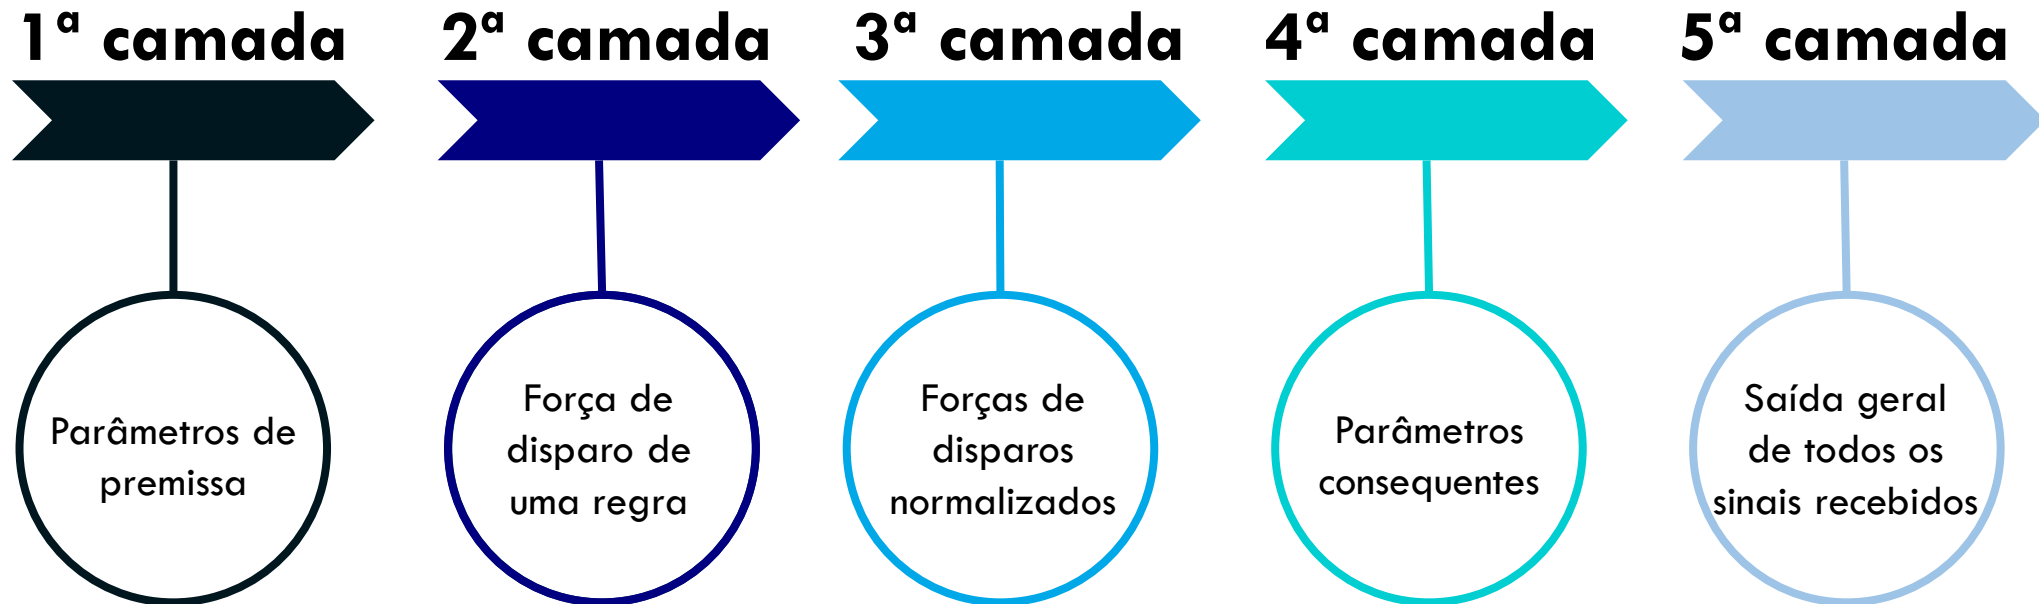 1ª camada
2ª camada
3ª camada
4ª camada
5ª camada
Parâmetros de
premissa
Força de
disparo de
uma regra
Forças de
disparos
normalizados
Parâmetros
consequentes
Saída geral
de todos os
sinais recebidos